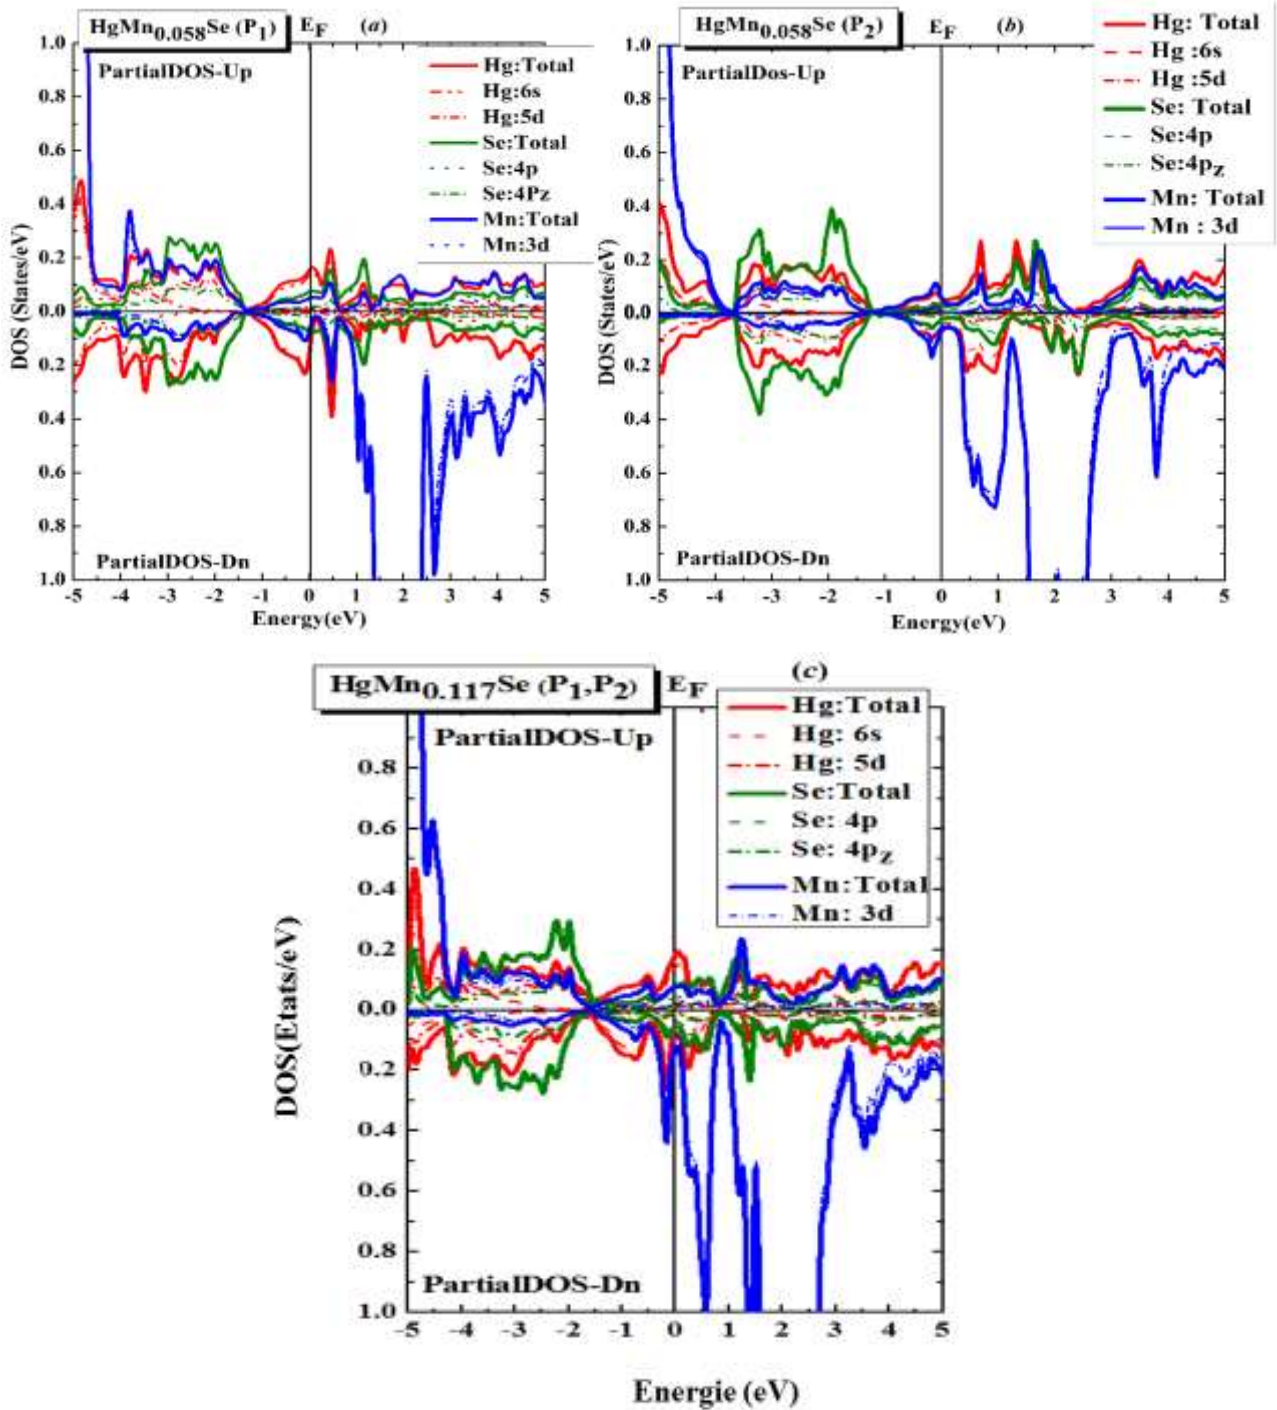 HgMn0.058Se (P1)
EF
(a)
1.0
PartialDOS-Up
Hg:Total
Hg:6s
Hg:5d
Se:Total
Se:4p
Se:4Pz
Mn:Total
Mn:3d
0.8
0.6
0.4
0.2
0.0
0.2
0.4
0.6
0.8
1.0
DOS (States/eV)
PartialDOS-Dn
-5 -4 -3 -2 -1 0 1 2 3 4 5
Energy(eV)
HgMn0.058Se (P2)
EF
(b)
1.0
PartialDos-Up
Hg: Total
Hg :6s
Hg :5d
Se: Total
Se:4p
Se:4pz
Mn: Total
Mn : 3d
0.8
0.6
0.4
0.2
0.0
0.2
0.4
0.6
0.8
1.0
DOS (States/eV)
PartialDOS-Dn
-5 -4 -3 -2 -1 0 1 2 3 4 5
Energy(eV)
HgMn0.117Se (P1,P2)
EF
(c)
PartialDOS-Up
Hg:Total
Hg: 6s
Hg: 5d
Se:Total
Se: 4p
Se: 4pz
Mn:Total
Mn: 3d
0.8
0.6
0.4
0.2
0.0
0.2
0.4
0.6
0.8
1.0
DOS(Etats/eV)
PartialDOS-Dn
-5 -4 -3 -2 -1 0 1 2 3 4 5
Energie (eV)